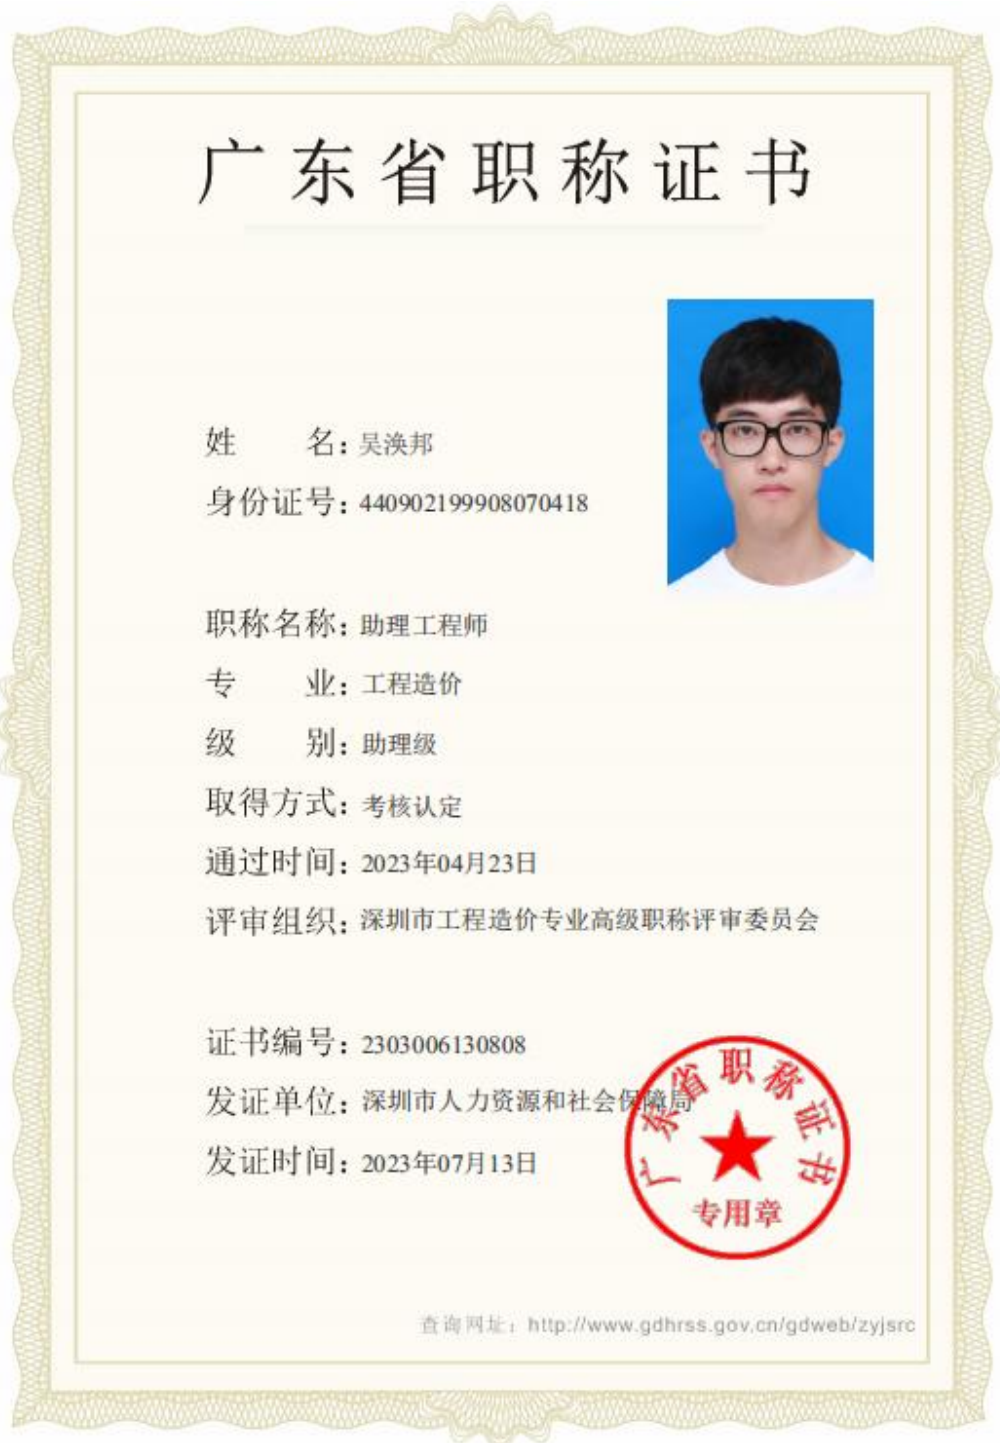 广东省职称证书
姓 名：吴涣邦
身份证号：440902199908070418
职称名称：助理工程师
专 业：工程造价
级 别：助理级
取得方式：考核认定
通过时间：2023年04月23日
评审组织：深圳市工程造价专业高级职称评审委员会
证书编号：2303006130808
发证单位：深圳市人力资源和社会保障局
发证时间：2023年07月13日
广东省职称证书
专用章
查询网址：http://www.gdhrss.gov.cn/gdweb/zyjsrc